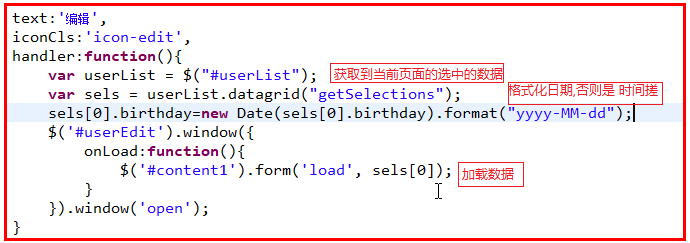 text:'编辑',
iconCls:'icon-edit',
handler:function(){
var userList = $("#userList"); 获取到当前页面的选中的数据
var sels = userList.datagrid("getSelections"); 格式化日期,否则是 时间搓
sels[0].birthday=new Date(sels[0].birthday).format("yyyy-MM-dd");
$('#userEdit').window({
onLoad:function(){
$('#content1').form('load', sels[0]); 加载数据
}
}).window('open');
}